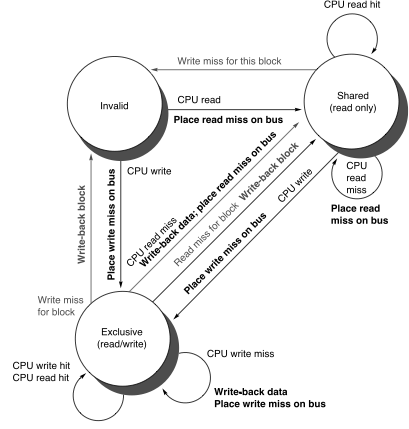 CPU read hit
Write miss for this block
Shared
(read only)
Invalid
CPU read
Place read miss on bus
CPU write
Place write miss on bus
Write-back block
CPU read miss
Write-back data; place read miss on bus
Read miss for block
Write-back block
CPU write
Place write miss on bus
CPU
read
miss
Place read
miss on bus
Write miss
for block
Exclusive
(read/write)
CPU write hit
CPU read hit
CPU write miss
Write-back data
Place write miss on bus